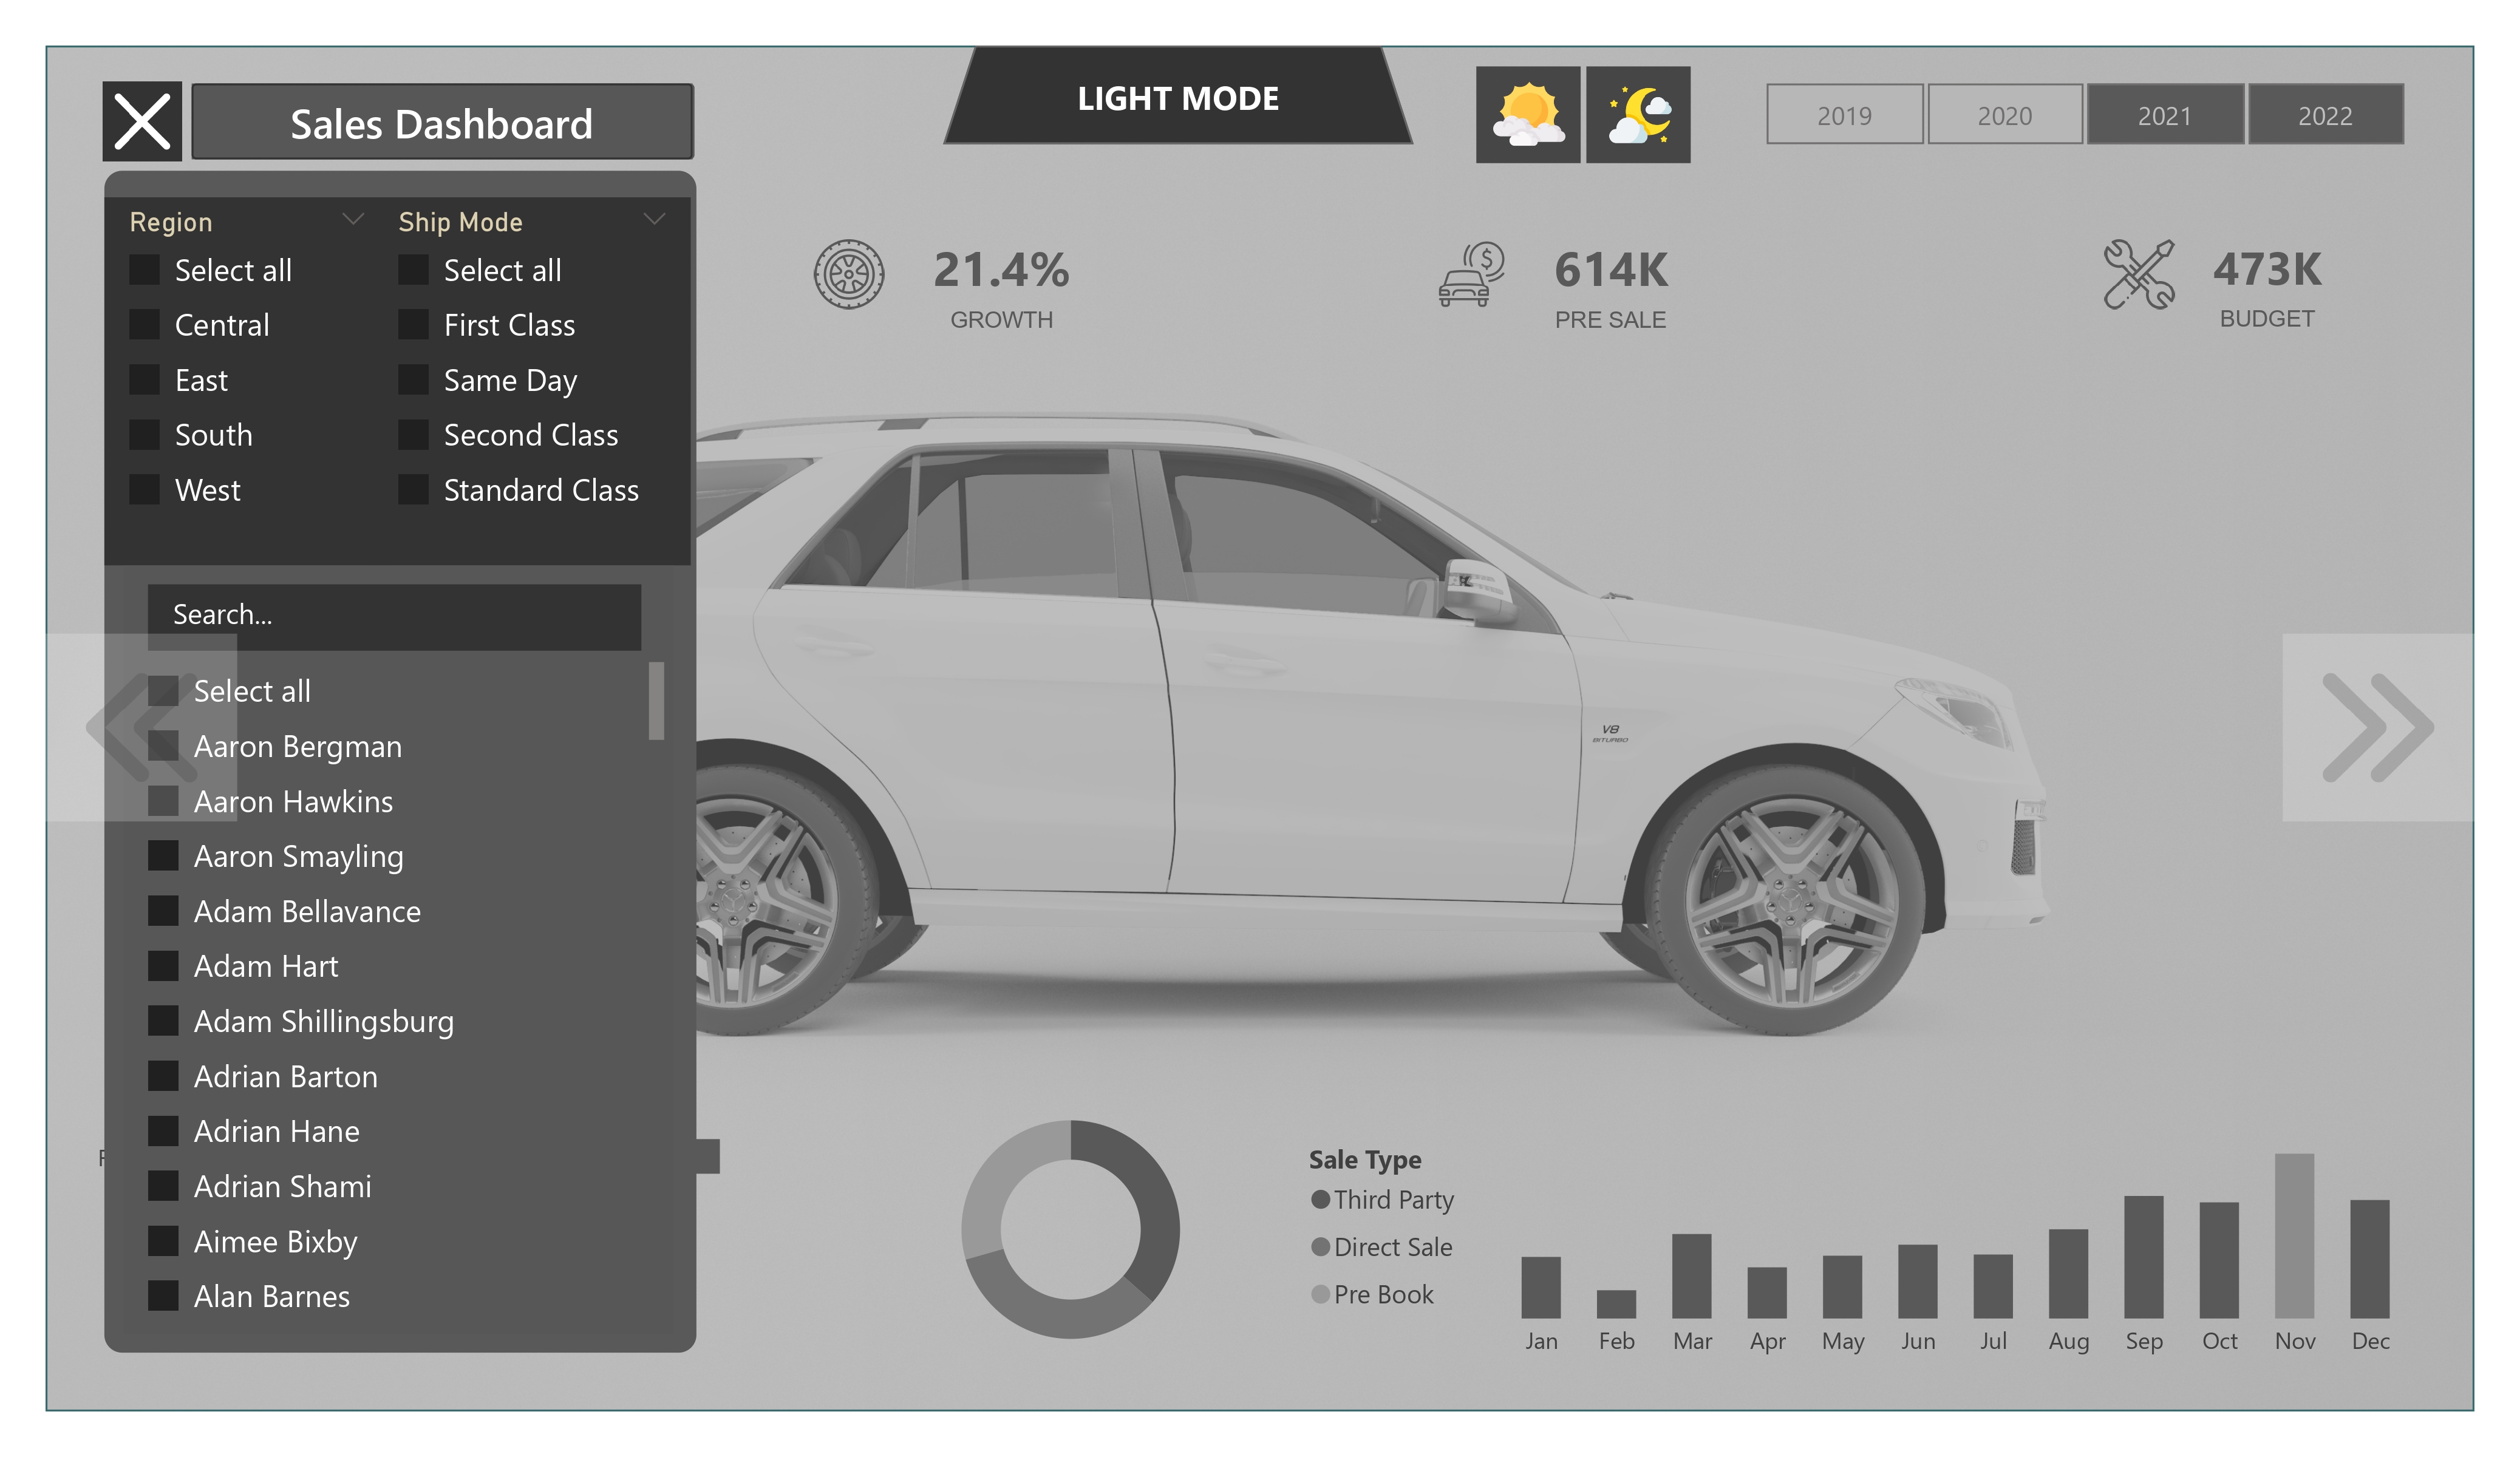 Sales Dashboard
LIGHT MODE
2019
2020
2021
2022
Region
Select all
Central
East
South
West
Ship Mode
Select all
First Class
Same Day
Second Class
Standard Class
21.4%
GROWTH
614K
PRE SALE
473K
BUDGET
Search...
Select all
Aaron Bergman
Aaron Hawkins
Aaron Smayling
Adam Bellavance
Adam Hart
Adam Shillingsburg
Adrian Barton
Adrian Hane
Adrian Shami
Aimee Bixby
Alan Barnes
V8
BITURBO
Sale Type
Third Party
Direct Sale
Pre Book
Jan Feb Mar Apr May Jun Jul Aug Sep Oct Nov Dec